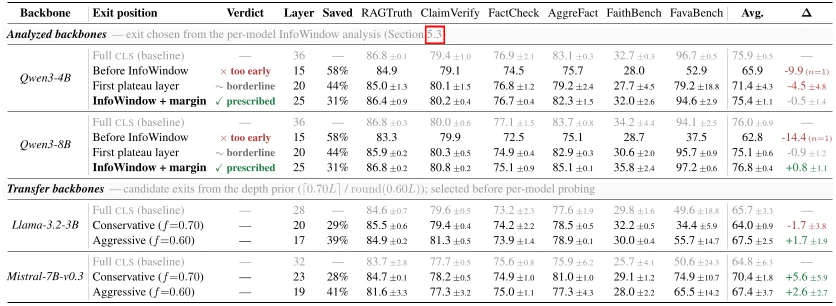 Backbone Exit position Verdict Layer Saved RAGTruth ClaimVerify FactCheck AggreFact FaithBench FavaBench Avg. Δ
Analyzed backbones — exit chosen from the per-model InfoWindow analysis (Section 5.3)
Full CLS (baseline) — 36 — 86.8 ±0.1 79.4 ±1.0 76.9 ±2.1 83.1 ±0.3 32.7 ±0.3 96.7 ±0.5 75.9 ±0.5 —
Qwen3-4B Before InfoWindow × too early 15 58% 84.9 79.1 74.5 75.7 28.0 52.9 65.9 -9.9 (n=1)
First plateau layer ∼ borderline 20 44% 85.0 ±1.3 80.1 ±1.5 76.8 ±1.2 79.2 ±2.4 27.7 ±4.5 79.2 ±18.8 71.4 ±4.3 -4.5 ±4.8
InfoWindow + margin ✓ prescribed 25 31% 86.4 ±0.9 80.2 ±0.4 76.7 ±0.4 82.3 ±1.5 32.0 ±2.6 94.6 ±2.9 75.4 ±1.1 -0.5 ±1.4
Full CLS (baseline) — 36 — 86.8 ±0.3 80.0 ±0.6 77.1 ±1.5 83.7 ±0.8 34.2 ±4.4 94.1 ±2.5 76.0 ±0.9 —
Qwen3-8B Before InfoWindow × too early 15 58% 83.3 79.9 72.5 75.1 28.7 37.5 62.8 -14.4 (n=1)
First plateau layer ∼ borderline 20 44% 85.9 ±0.2 80.3 ±0.5 74.9 ±0.4 82.9 ±0.3 30.6 ±2.0 95.7 ±0.9 75.1 ±0.6 -0.9 ±1.2
InfoWindow + margin ✓ prescribed 25 31% 86.8 ±0.2 80.8 ±0.2 75.1 ±0.9 85.1 ±0.1 35.8 ±2.4 97.2 ±0.6 76.8 ±0.4 +0.8 ±1.1
Transfer backbones — candidate exits from the depth prior (⌈0.70L⌉ / round(0.60L)); selected before per-model probing
Full CLS (baseline) — 28 — 84.6 ±0.7 79.6 ±0.5 73.2 ±2.3 77.6 ±1.9 29.8 ±1.6 49.6 ±18.8 65.7 ±3.3 —
Llama-3.2-3B Conservative (f=0.70) — 20 29% 85.5 ±0.6 79.4 ±0.4 74.2 ±2.2 78.5 ±0.5 32.2 ±0.5 34.4 ±5.9 64.0 ±0.9 -1.7 ±3.8
Aggressive (f=0.60) — 17 39% 84.9 ±0.2 81.3 ±0.5 73.9 ±1.4 78.9 ±0.1 30.0 ±0.4 55.7 ±14.7 67.5 ±2.5 +1.7 ±1.9
Full CLS (baseline) — 32 — 83.7 ±2.8 77.7 ±0.5 75.6 ±0.8 75.9 ±6.2 25.7 ±4.1 50.6 ±24.3 64.8 ±6.3 —
Mistral-7B-v0.3 Conservative (f=0.70) — 23 28% 84.7 ±0.1 78.2 ±0.5 74.9 ±1.0 81.0 ±1.0 29.1 ±1.2 74.9 ±10.7 70.4 ±1.8 +5.6 ±5.9
Aggressive (f=0.60) — 19 41% 81.6 ±3.3 77.3 ±3.2 75.0 ±1.1 77.3 ±4.3 28.0 ±2.2 65.5 ±14.2 67.4 ±3.7 +2.6 ±2.7